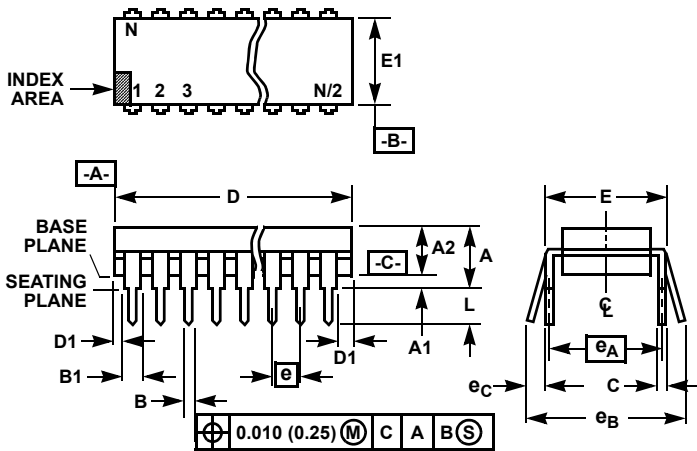 N
E1
INDEX
AREA
1 2 3 N/2
-B-
-A-
D
E
BASE
PLANE
A2
A
-C-
SEATING
PLANE
L
℄
D1
A1
D1
eA
B1
e
eC
C
B
eB
0.010 (0.25) Ⓜ C A B Ⓢ